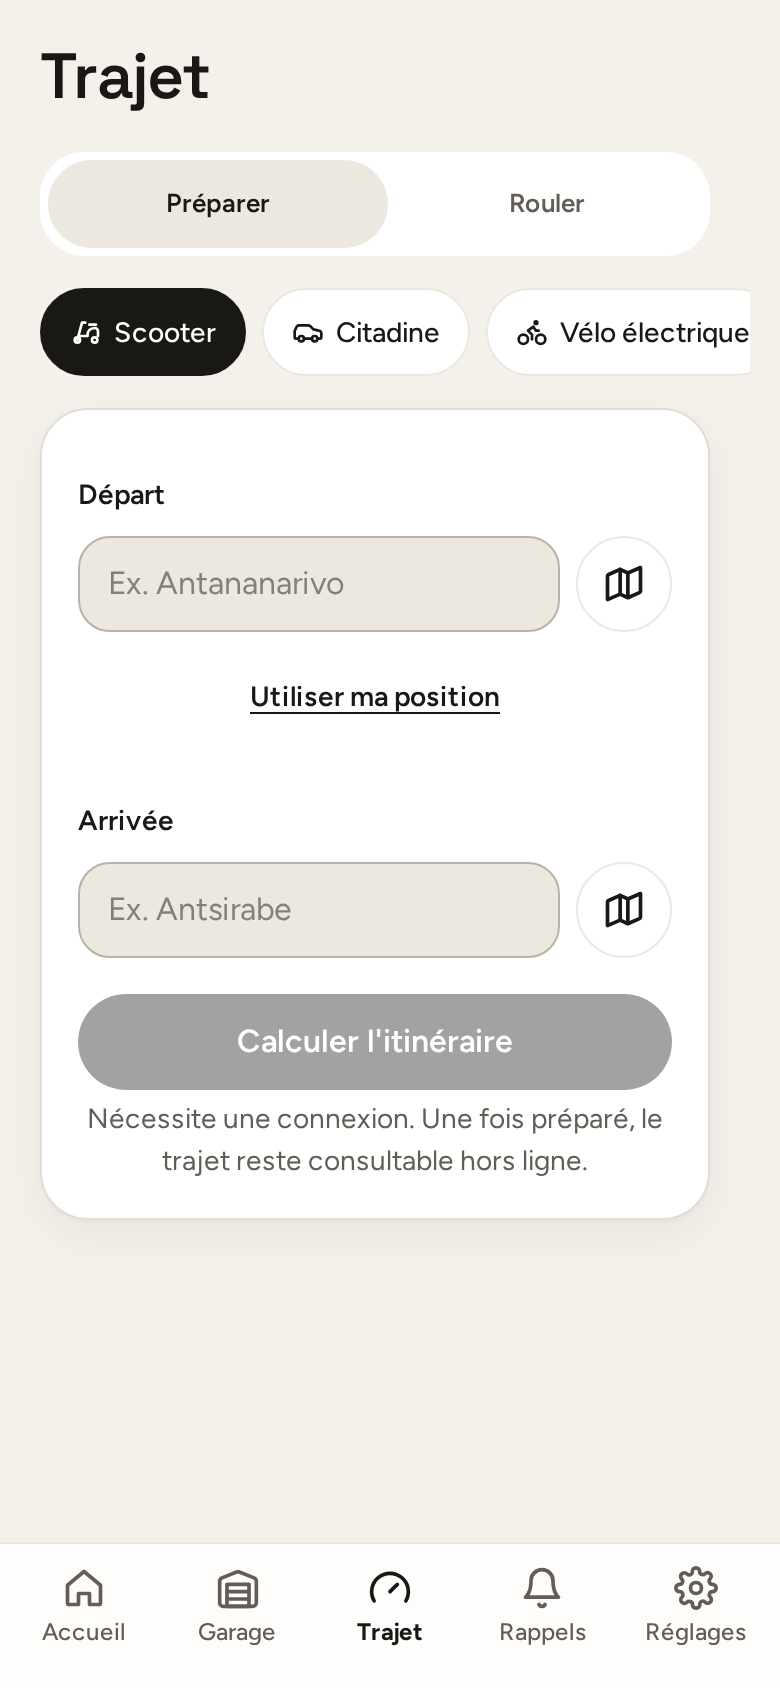 Trajet
Préparer
Rouler
Scooter
Citadine
Vélo électrique
Départ
Ex. Antananarivo
Utiliser ma position
Arrivée
Ex. Antsirabe
Calculer l'itinéraire
Nécessite une connexion. Une fois préparé, le
trajet reste consultable hors ligne.
Accueil
Garage
Trajet
Rappels
Réglages